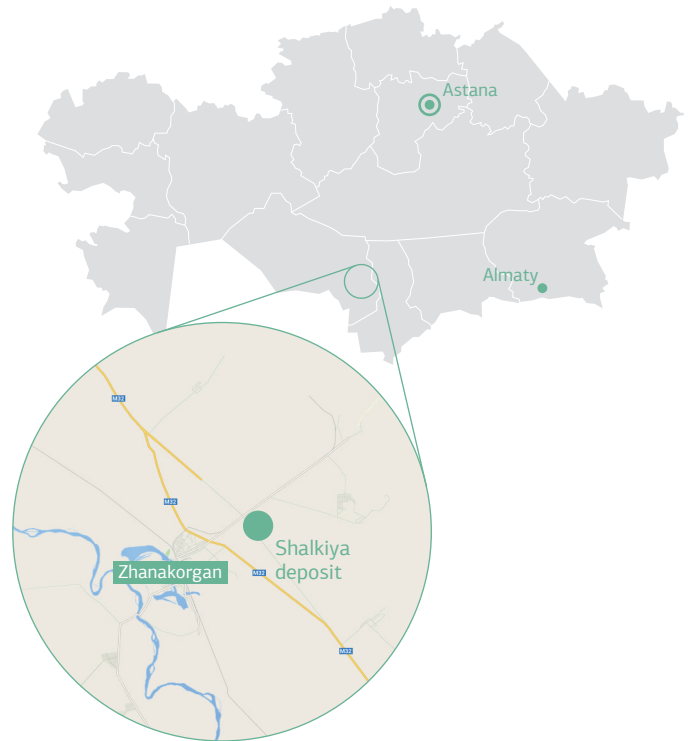 Astana
Almaty
M32
M32
Shalkiya
deposit
Zhanakorgan
M32
M32